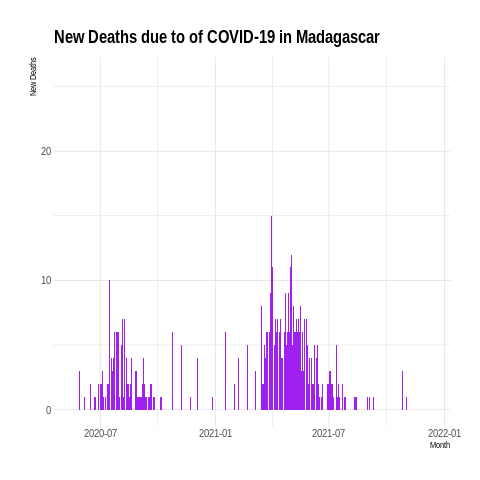 New Deaths due to of COVID-19 in Madagascar
New Deaths
20
10
0
2020-07 2021-01 2021-07 2022-01
Month